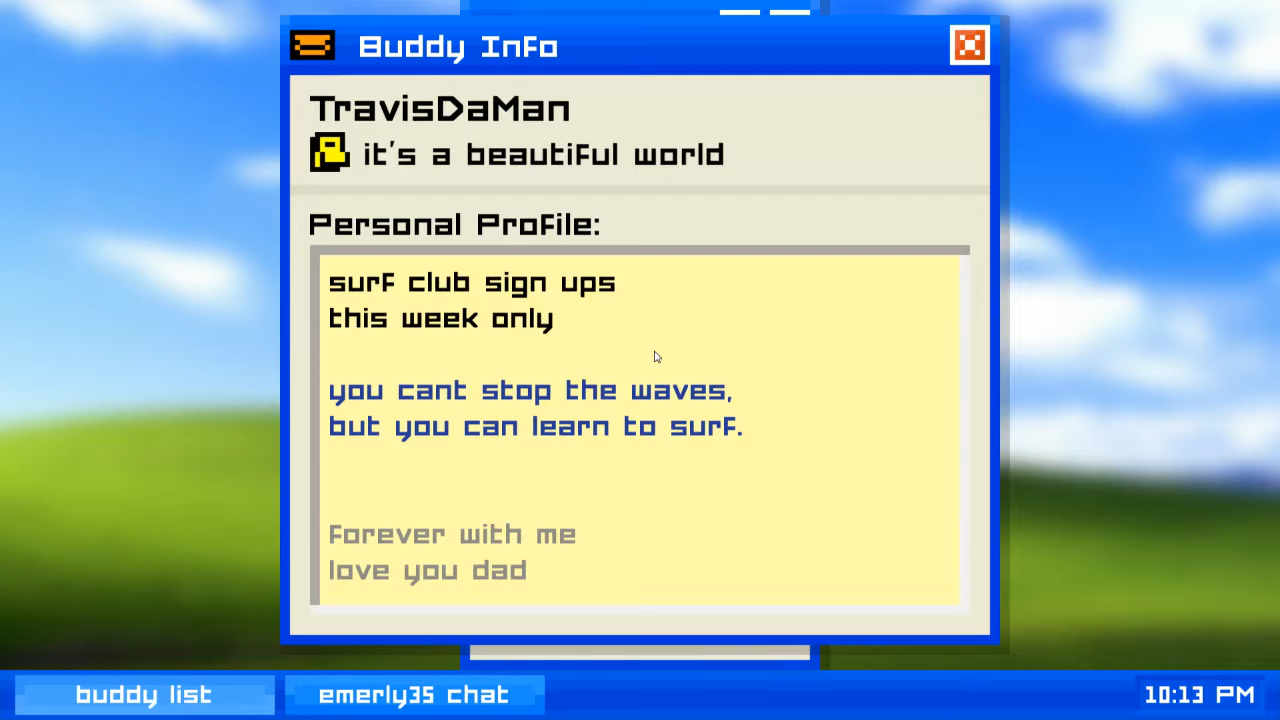 Buddy Info
TravisDaMan
it's a beautiful world
Personal Profile:
surf club sign ups
this week only
you cant stop the waves,
but you can learn to surf.
forever with me
love you dad
buddy list
emerly35 chat
10:13 PM